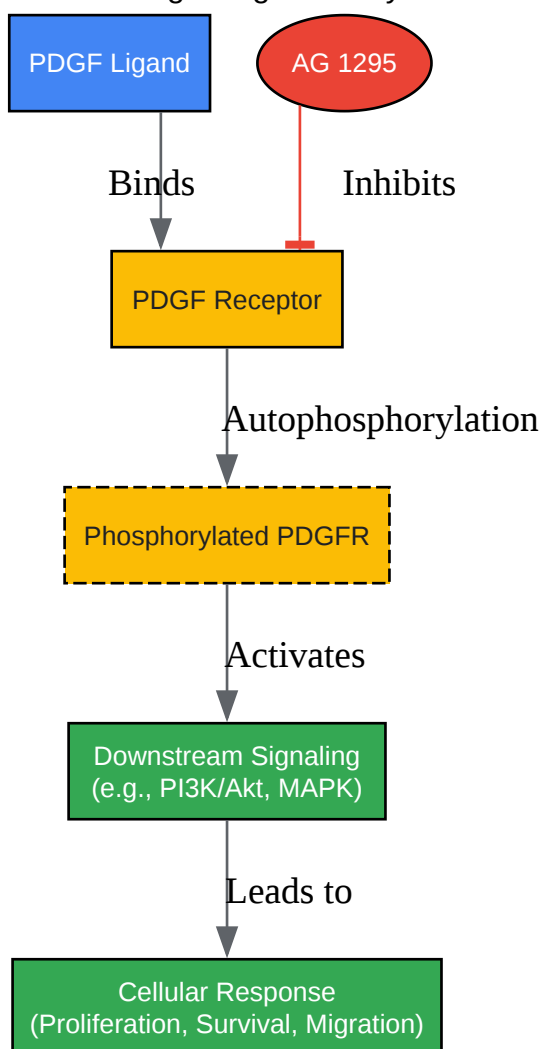 PDGF Ligand
AG 1295
Binds
Inhibits
PDGF Receptor
Autophosphorylation
Phosphorylated PDGFR
Activates
Downstream Signaling
(e.g., PI3K/Akt, MAPK)
Leads to
Cellular Response
(Proliferation, Survival, Migration)